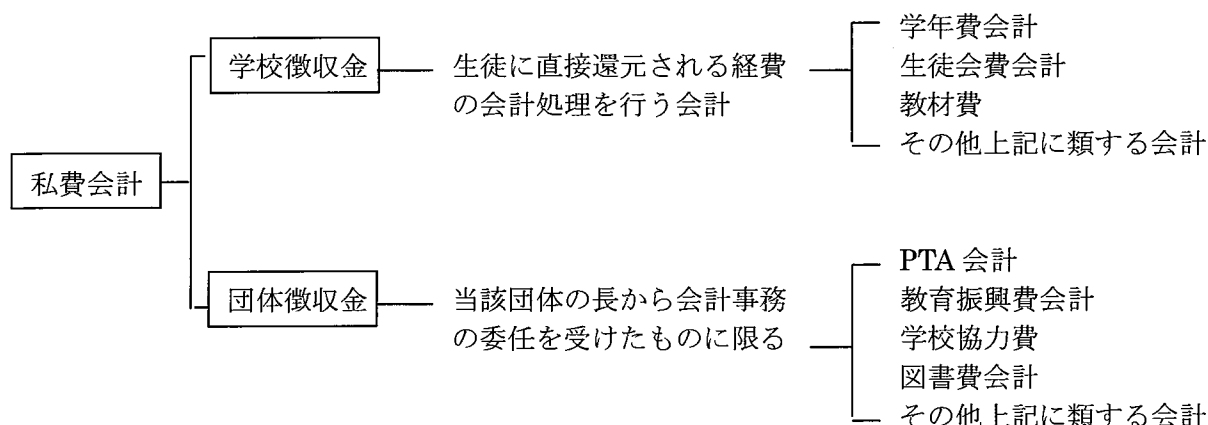 私費会計
学校徴収金
生徒に直接還元される経費
の会計処理を行う会計
学年費会計
生徒会費会計
教材費
その他上記に類する会計
団体徴収金
当該団体の長から会計事務
の委任を受けたものに限る
PTA 会計
教育振興費会計
学校協力費
図書費会計
その他上記に類する会計